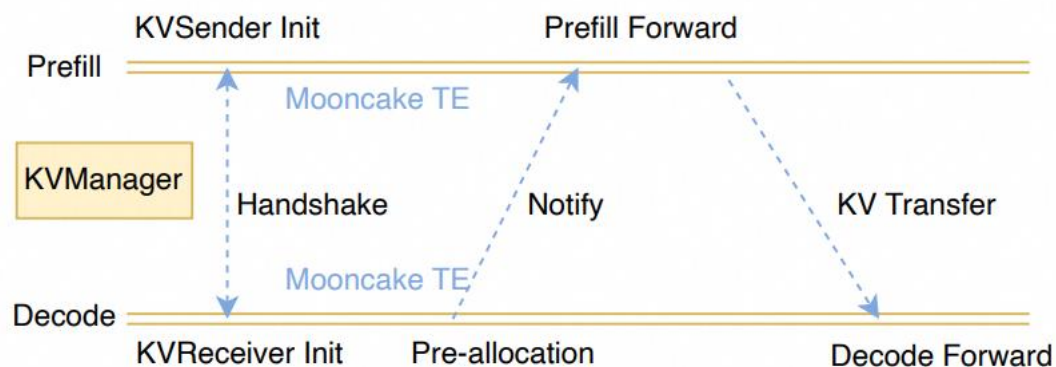 KVSender Init
Prefill Forward
Prefill
Mooncake TE
KVManager
Handshake
Notify
KV Transfer
Mooncake TE
Decode
KVReceiver Init
Pre-allocation
Decode Forward